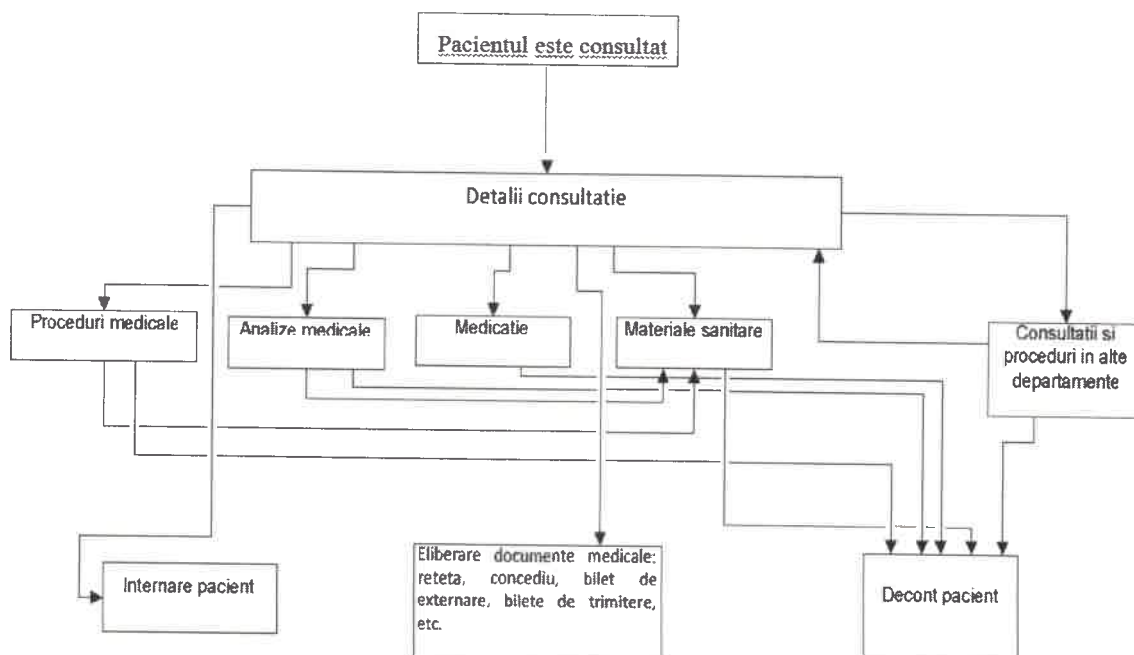 Pacientul este consultat
Detalii consultatie
Proceduri medicale
Analize medicale
Medicatie
Materiale sanitare
Consultatii si
proceduri in alte
departamente
Internare pacient
Eliberare documente medicale:
reteta, concediu, bilet de
externare, bilete de trimitere,
etc.
Decont pacient